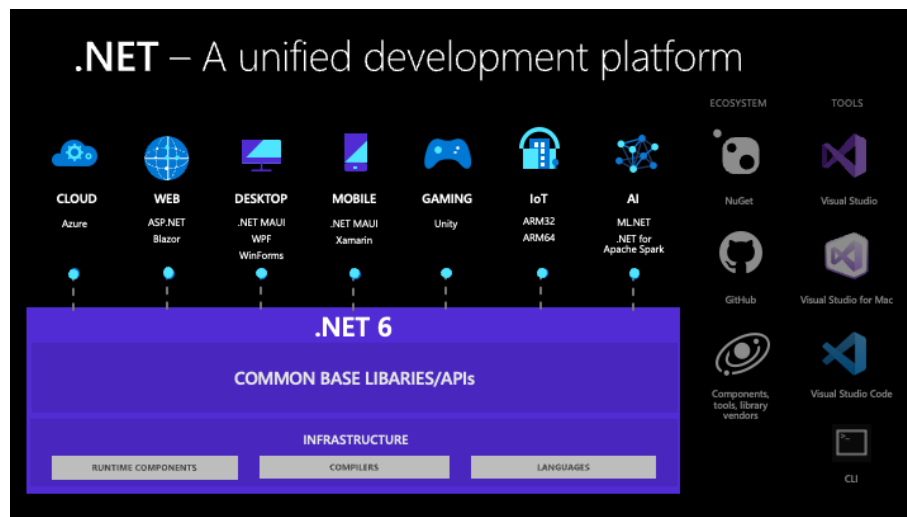 .NET – A unified development platform
ECOSYSTEM
TOOLS
CLOUD
Azure
WEB
ASP.NET
Blazor
DESKTOP
.NET MAUI
WPF
WinForms
MOBILE
.NET MAUI
Xamarin
GAMING
Unity
IoT
ARM32
ARM64
AI
ML.NET
.NET for
Apache Spark
NuGet
Visual Studio
GitHub
Visual Studio for Mac
Components,
tools, library
vendors
Visual Studio Code
>_
CLI
.NET 6
COMMON BASE LIBARIES/APIs
INFRASTRUCTURE
RUNTIME COMPONENTS
COMPILERS
LANGUAGES